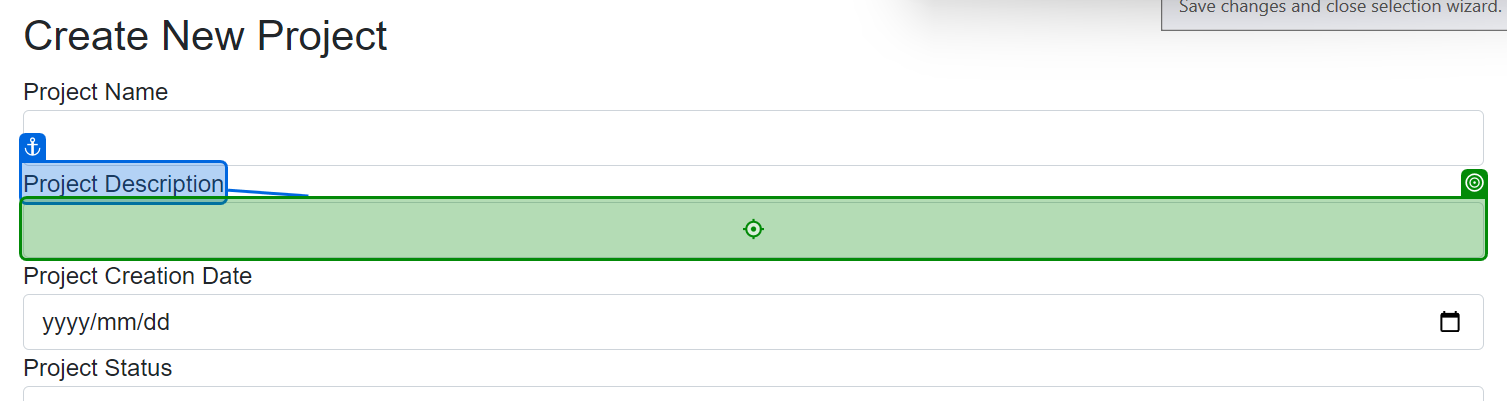 Save changes and close selection wizard.
Create New Project
Project Name
Project Description
Project Creation Date
yyyy/mm/dd
Project Status